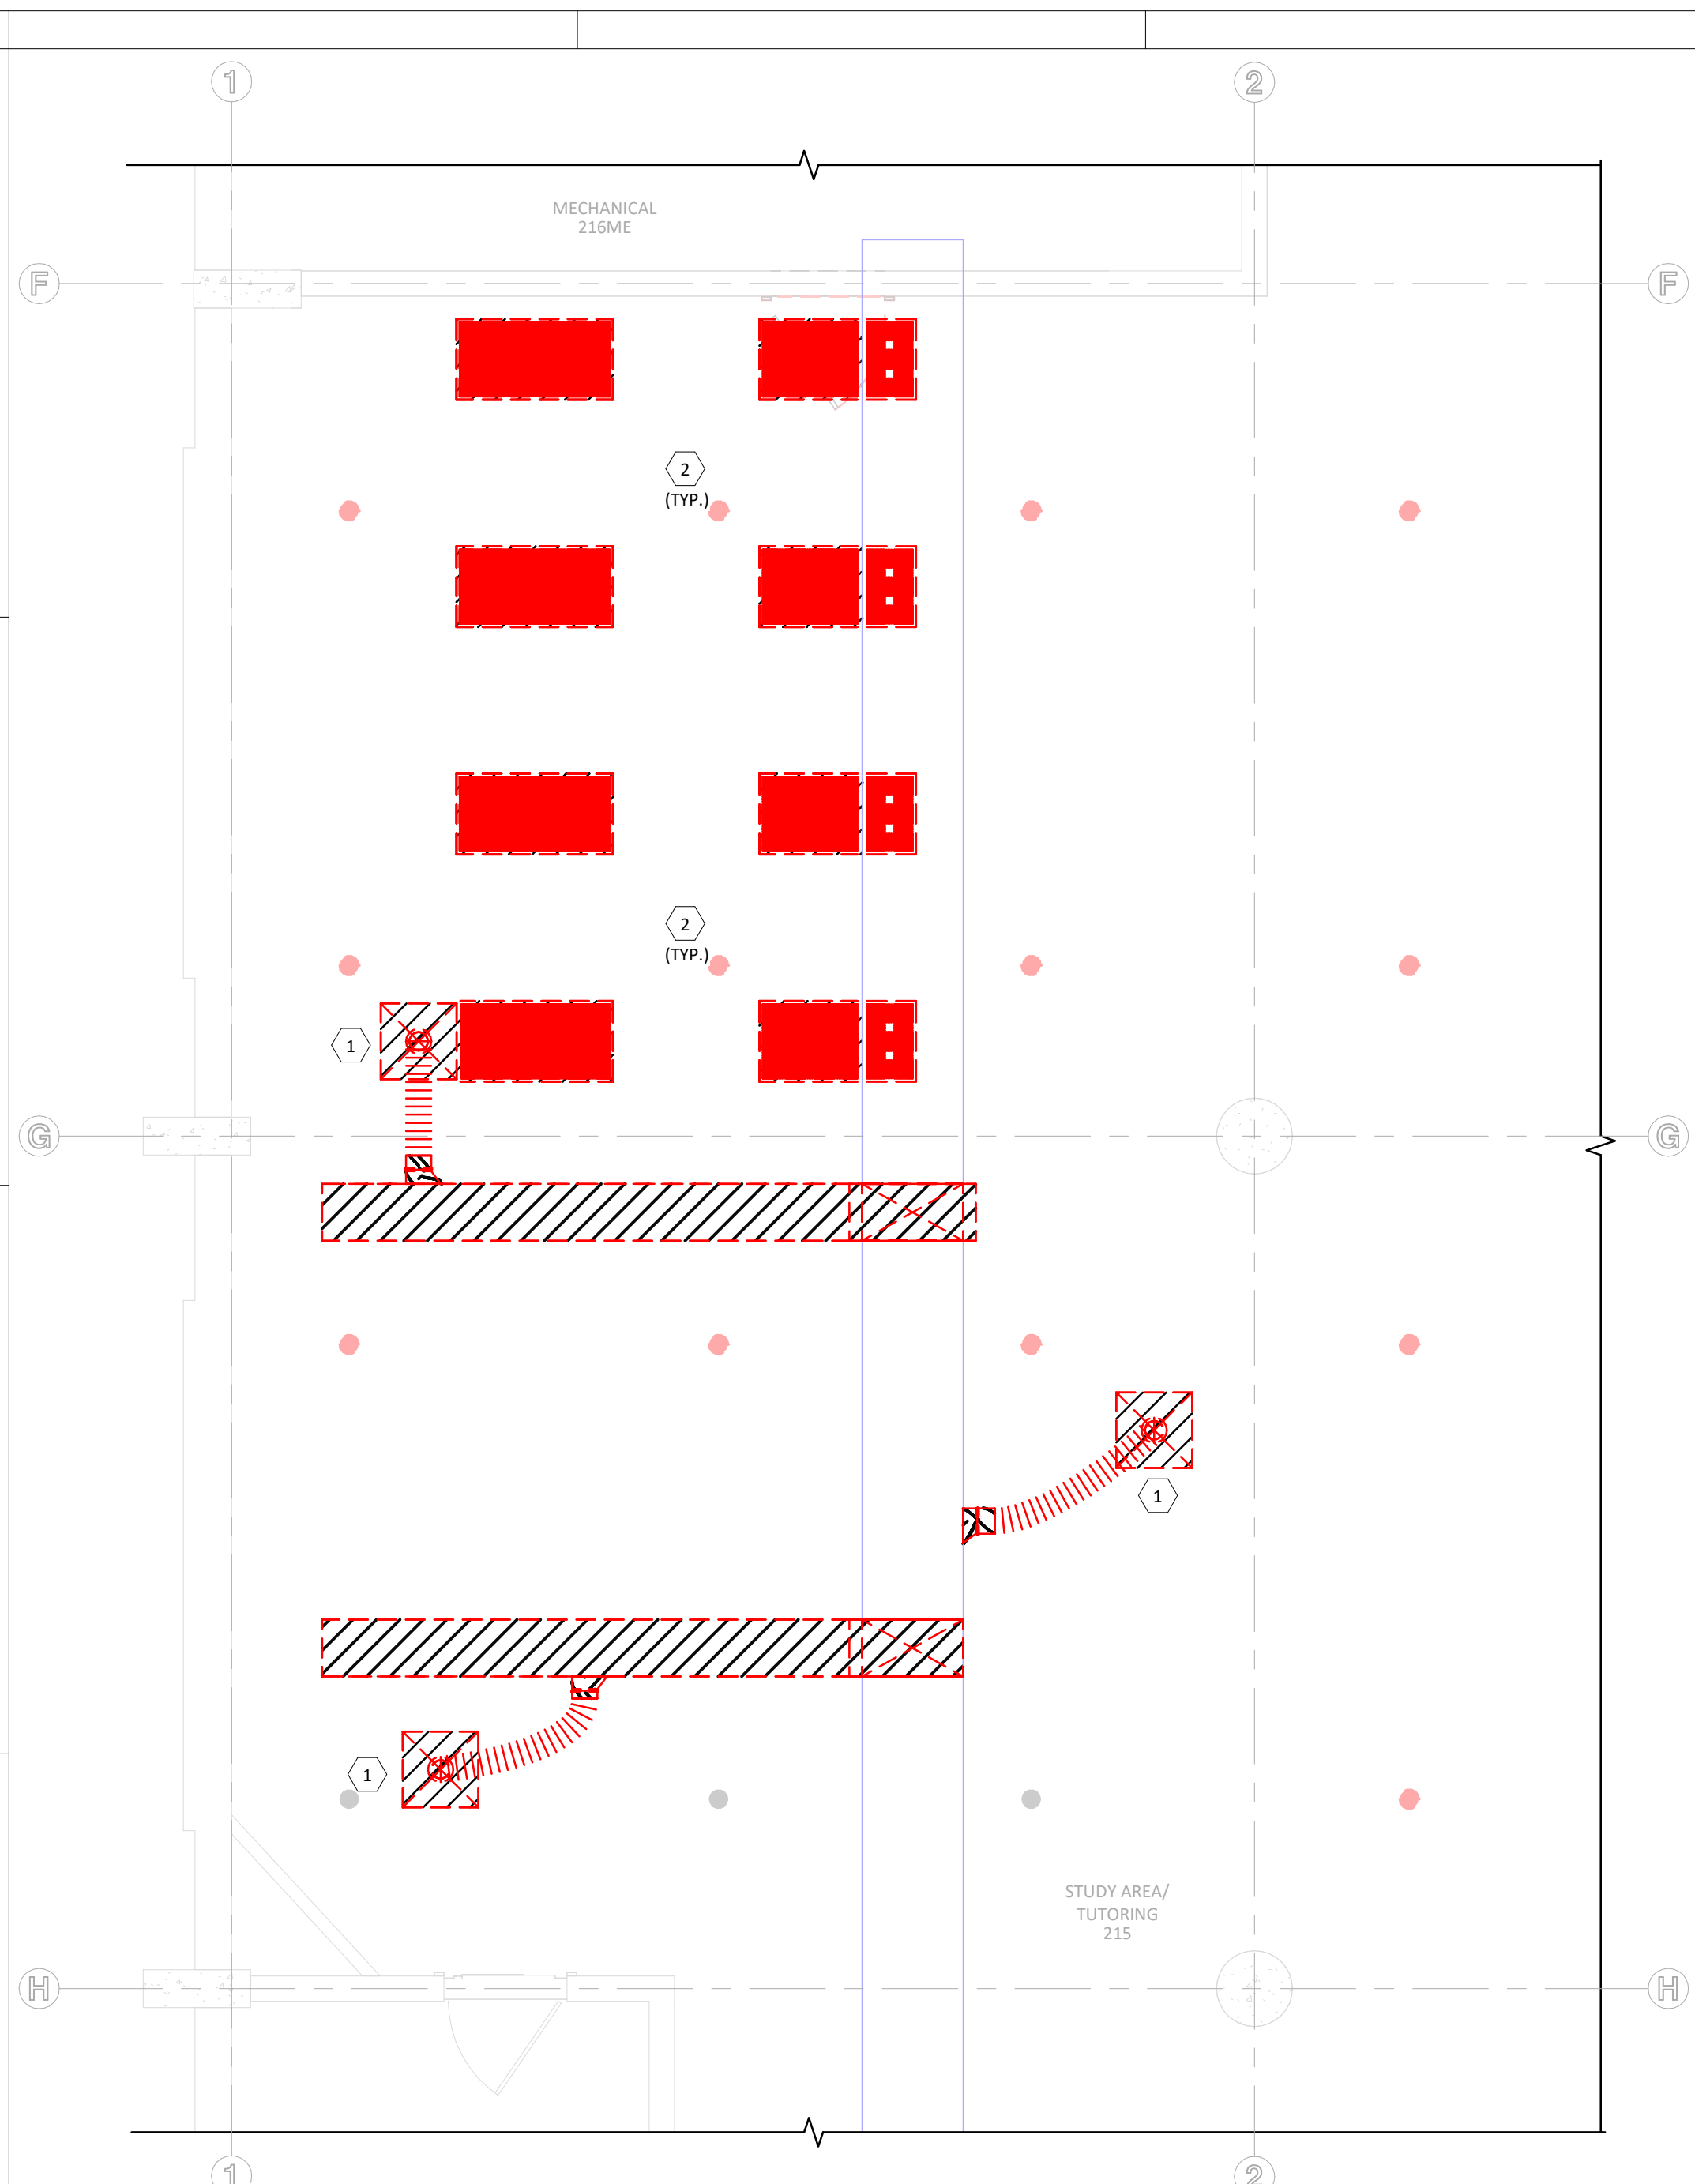 1
2
MECHANICAL
216ME
F
F
2
(TYP.)
2
(TYP.)
1
G
G
1
1
STUDY AREA/
TUTORING
215
H
H
1
2